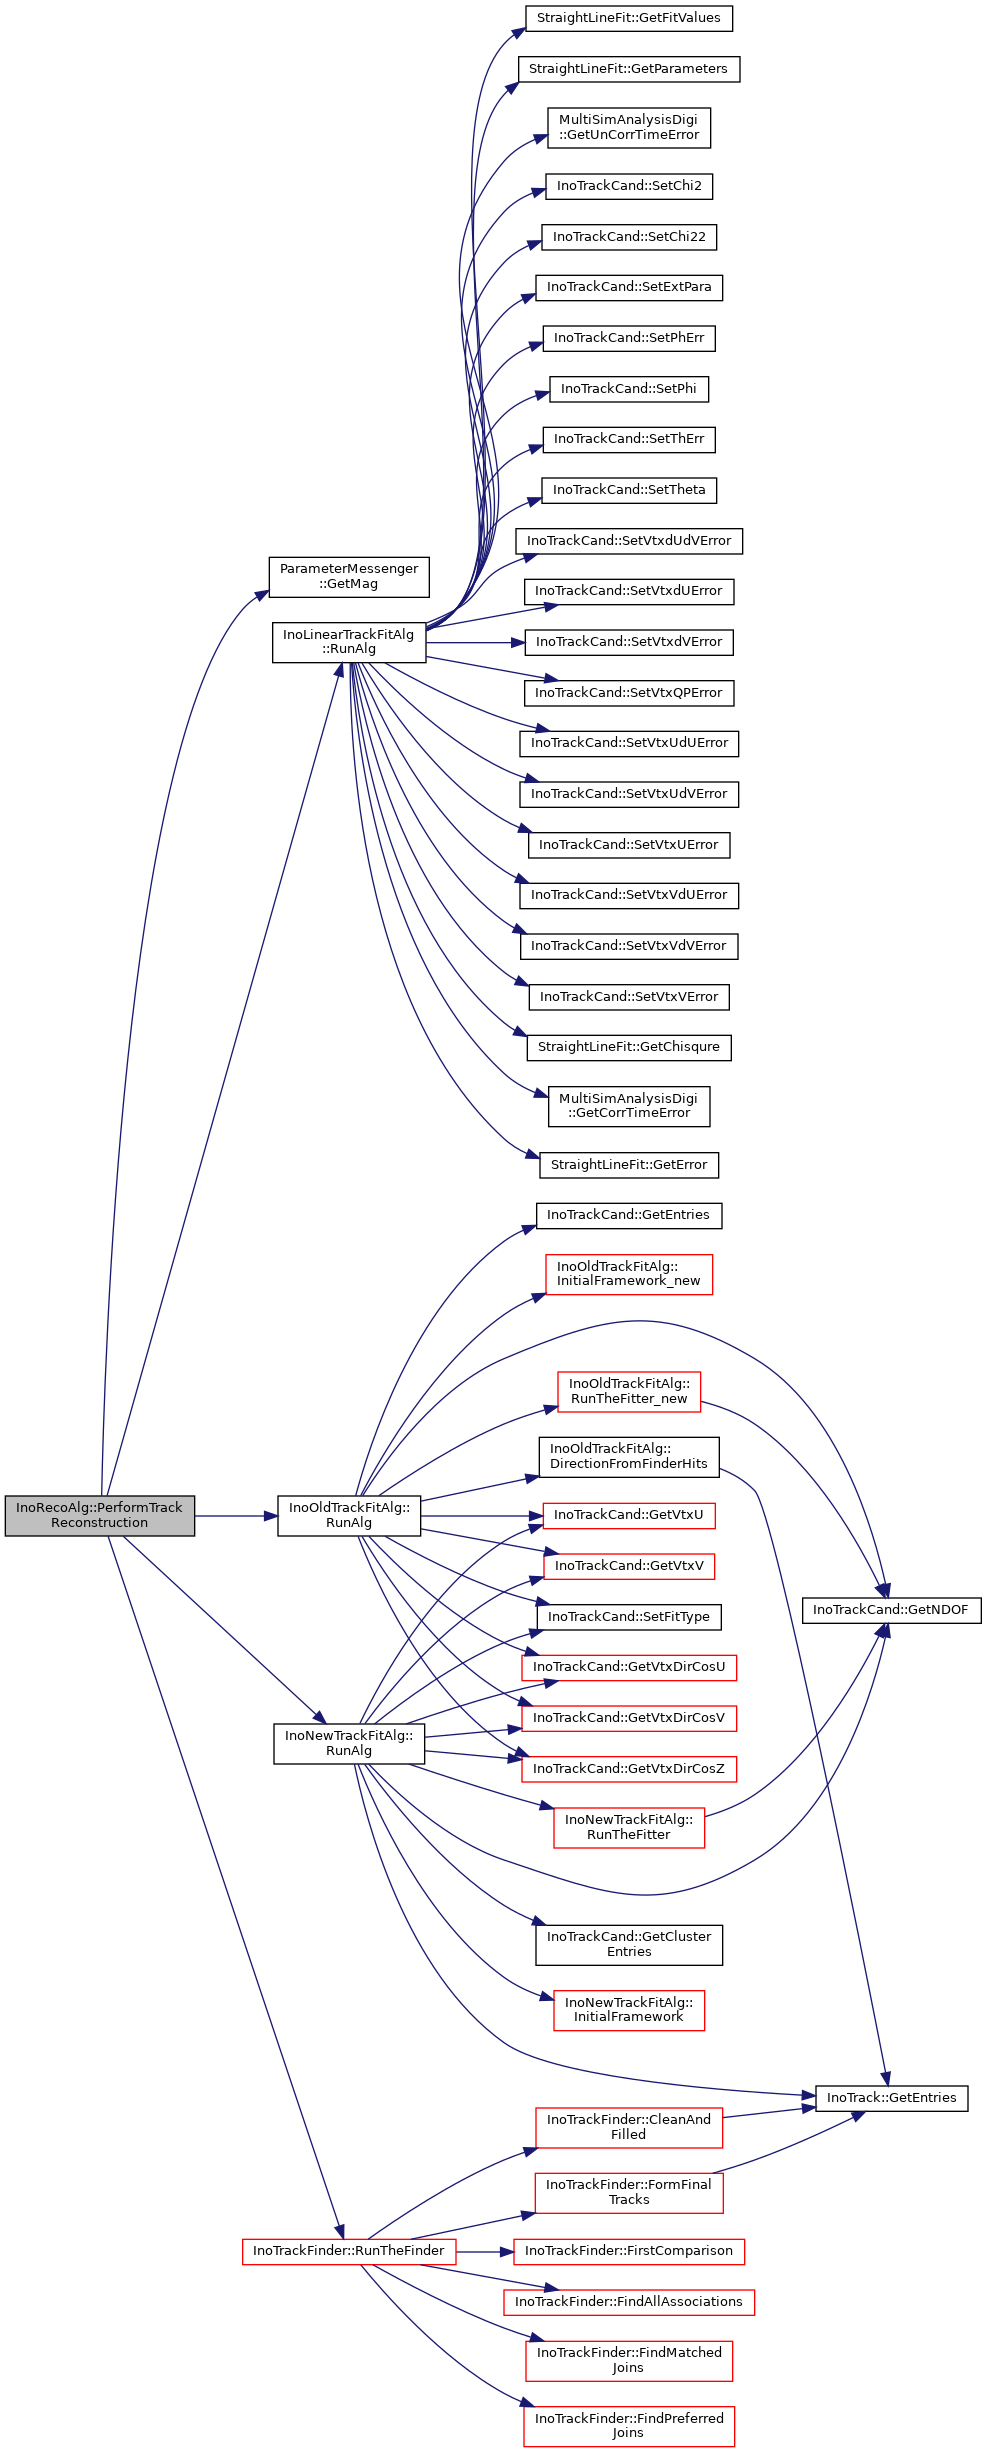 StraightLineFit::GetFitValues
StraightLineFit::GetParameters
MultiSimAnalysisDigi
::GetUnCorrTimeError
InoTrackCand::SetChi2
InoTrackCand::SetChi22
InoTrackCand::SetExtPara
InoTrackCand::SetPhErr
InoTrackCand::SetPhi
InoTrackCand::SetThErr
InoTrackCand::SetTheta
InoTrackCand::SetVtxdUdVError
ParameterMessenger
::GetMag
InoTrackCand::SetVtxdUError
InoLinearTrackFitAlg
::RunAlg
InoTrackCand::SetVtxdVError
InoTrackCand::SetVtxQPError
InoTrackCand::SetVtxUdUError
InoTrackCand::SetVtxUdVError
InoTrackCand::SetVtxUError
InoTrackCand::SetVtxVdUError
InoTrackCand::SetVtxVdVError
InoTrackCand::SetVtxVError
StraightLineFit::GetChisqure
MultiSimAnalysisDigi
::GetCorrTimeError
StraightLineFit::GetError
InoTrackCand::GetEntries
InoOldTrackFitAlg::
InitialFramework_new
InoOldTrackFitAlg::
RunTheFitter_new
InoOldTrackFitAlg::
DirectionFromFinderHits
InoRecoAlg::PerformTrack
Reconstruction
InoOldTrackFitAlg::
RunAlg
InoTrackCand::GetVtxU
InoTrackCand::GetVtxV
InoTrackCand::SetFitType
InoTrackCand::GetNDOF
InoTrackCand::GetVtxDirCosU
InoTrackCand::GetVtxDirCosV
InoNewTrackFitAlg::
RunAlg
InoTrackCand::GetVtxDirCosZ
InoNewTrackFitAlg::
RunTheFitter
InoTrackCand::GetCluster
Entries
InoNewTrackFitAlg::
InitialFramework
InoTrack::GetEntries
InoTrackFinder::CleanAnd
Filled
InoTrackFinder::FormFinal
Tracks
InoTrackFinder::RunTheFinder
InoTrackFinder::FirstComparison
InoTrackFinder::FindAllAssociations
InoTrackFinder::FindMatched
Joins
InoTrackFinder::FindPreferred
Joins